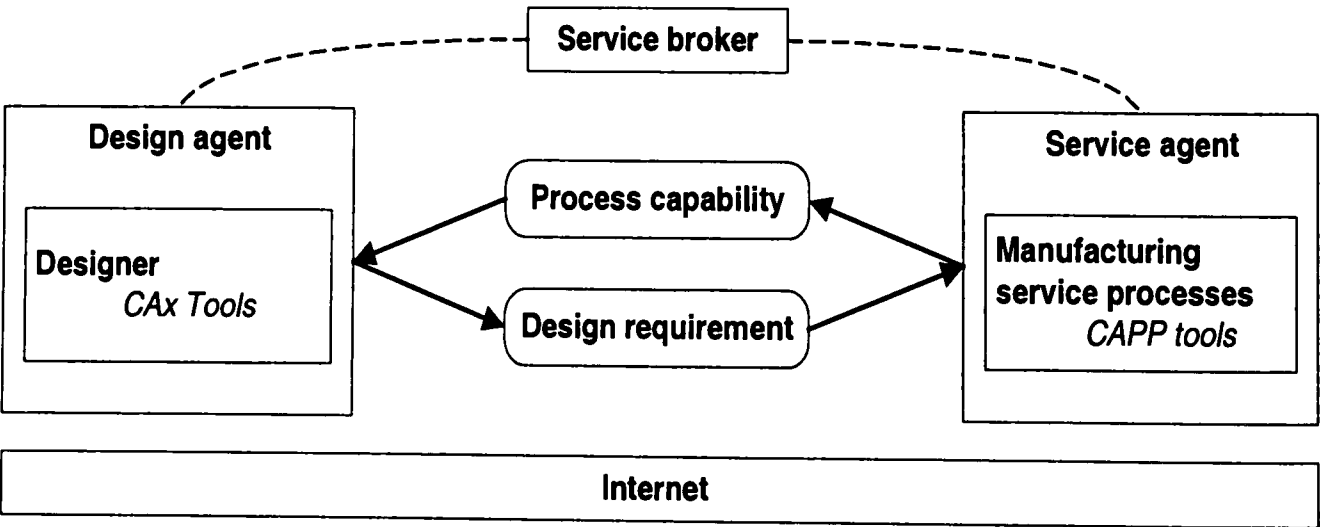 Service broker
Design agent
Service agent
Process capability
Designer
CAx Tools
Manufacturing
service processes
CAPP tools
Design requirement
Internet